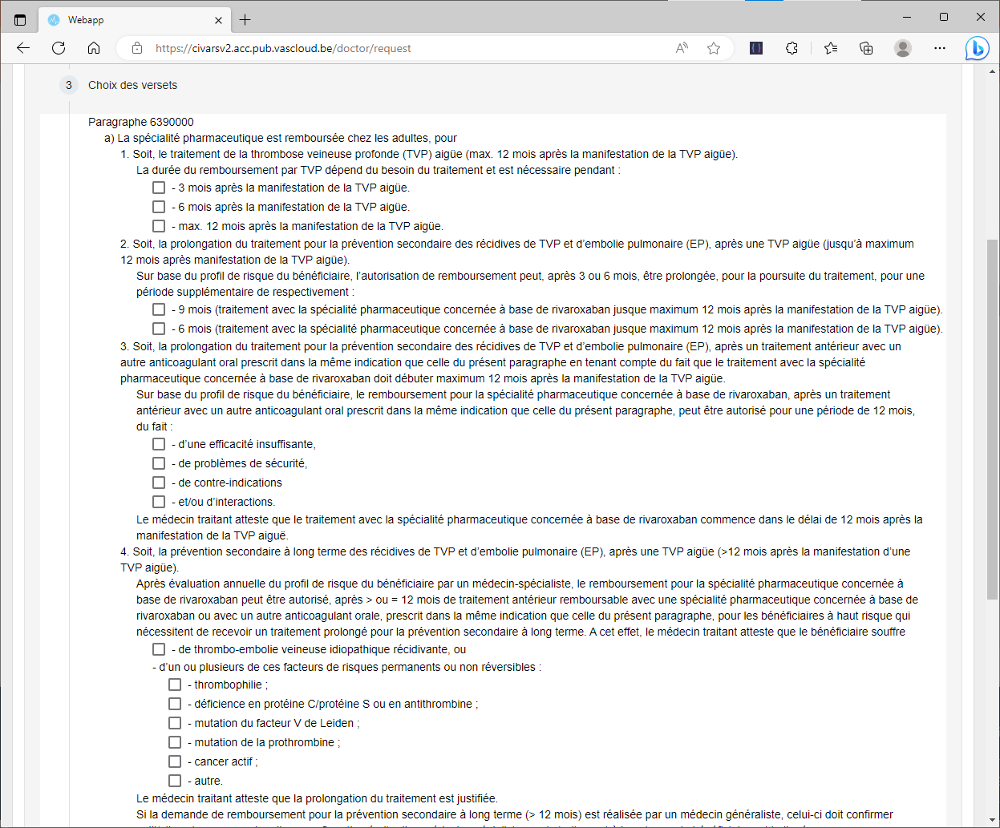 Webapp
https://civarsv2.acc.pub.vascloud.be/doctor/request
3 Choix des versets
Paragraphe 6390000
a) La spécialité pharmaceutique est remboursée chez les adultes, pour
1. Soit, le traitement de la thrombose veineuse profonde (TVP) aigüe (max. 12 mois après la manifestation de la TVP aigüe).
La durée du remboursement par TVP dépend du besoin du traitement et est nécessaire pendant :
- 3 mois après la manifestation de la TVP aigüe.
- 6 mois après la manifestation de la TVP aigüe.
- max. 12 mois après la manifestation de la TVP aigüe.
2. Soit, la prolongation du traitement pour la prévention secondaire des récidives de TVP et d’embolie pulmonaire (EP), après une TVP aigüe (jusqu’à maximum
12 mois après manifestation de la TVP aigüe).
Sur base du profil de risque du bénéficiaire, l’autorisation de remboursement peut, après 3 ou 6 mois, être prolongée, pour la poursuite du traitement, pour une
période supplémentaire de respectivement :
- 9 mois (traitement avec la spécialité pharmaceutique concernée à base de rivaroxaban jusque maximum 12 mois après la manifestation de la TVP aigüe).
- 6 mois (traitement avec la spécialité pharmaceutique concernée à base de rivaroxaban jusque maximum 12 mois après la manifestation de la TVP aigüe).
3. Soit, la prolongation du traitement pour la prévention secondaire des récidives de TVP et d’embolie pulmonaire (EP), après un traitement antérieur avec un
autre anticoagulant oral prescrit dans la même indication que celle du présent paragraphe en tenant compte du fait que le traitement avec la spécialité
pharmaceutique concernée à base de rivaroxaban doit débuter maximum 12 mois après la manifestation de la TVP aigüe.
Sur base du profil de risque du bénéficiaire, le remboursement pour la spécialité pharmaceutique concernée à base de rivaroxaban, après un traitement
antérieur avec un autre anticoagulant oral prescrit dans la même indication que celle du présent paragraphe, peut être autorisé pour une période de 12 mois,
du fait :
- d’une efficacité insuffisante,
- de problèmes de sécurité,
- de contre-indications
- et/ou d’interactions.
Le médecin traitant atteste que le traitement avec la spécialité pharmaceutique concernée à base de rivaroxaban commence dans le délai de 12 mois après la
manifestation de la TVP aiguë.
4. Soit, la prévention secondaire à long terme des récidives de TVP et d’embolie pulmonaire (EP), après une TVP aigüe (>12 mois après la manifestation d’une
TVP aigüe).
Après évaluation annuelle du profil de risque du bénéficiaire par un médecin-spécialiste, le remboursement pour la spécialité pharmaceutique concernée à
base de rivaroxaban peut être autorisé, après > ou = 12 mois de traitement antérieur remboursable avec une spécialité pharmaceutique concernée à base de
rivaroxaban ou avec un autre anticoagulant orale, prescrit dans la même indication que celle du présent paragraphe, pour les bénéficiaires à haut risque qui
nécessitent de recevoir un traitement prolongé pour la prévention secondaire à long terme. A cet effet, le médecin traitant atteste que le bénéficiaire souffre
- de thrombo-embolie veineuse idiopathique récidivante, ou
- d’un ou plusieurs de ces facteurs de risques permanents ou non réversibles :
- thrombophilie ;
- déficience en protéine C/protéine S ou en antithrombine ;
- mutation du facteur V de Leiden ;
- mutation de la prothrombine ;
- cancer actif ;
- autre.
Le médecin traitant atteste que la prolongation du traitement est justifiée.
Si la demande de remboursement pour la prévention secondaire à long terme (> 12 mois) est réalisée par un médecin généraliste, celui-ci doit confirmer